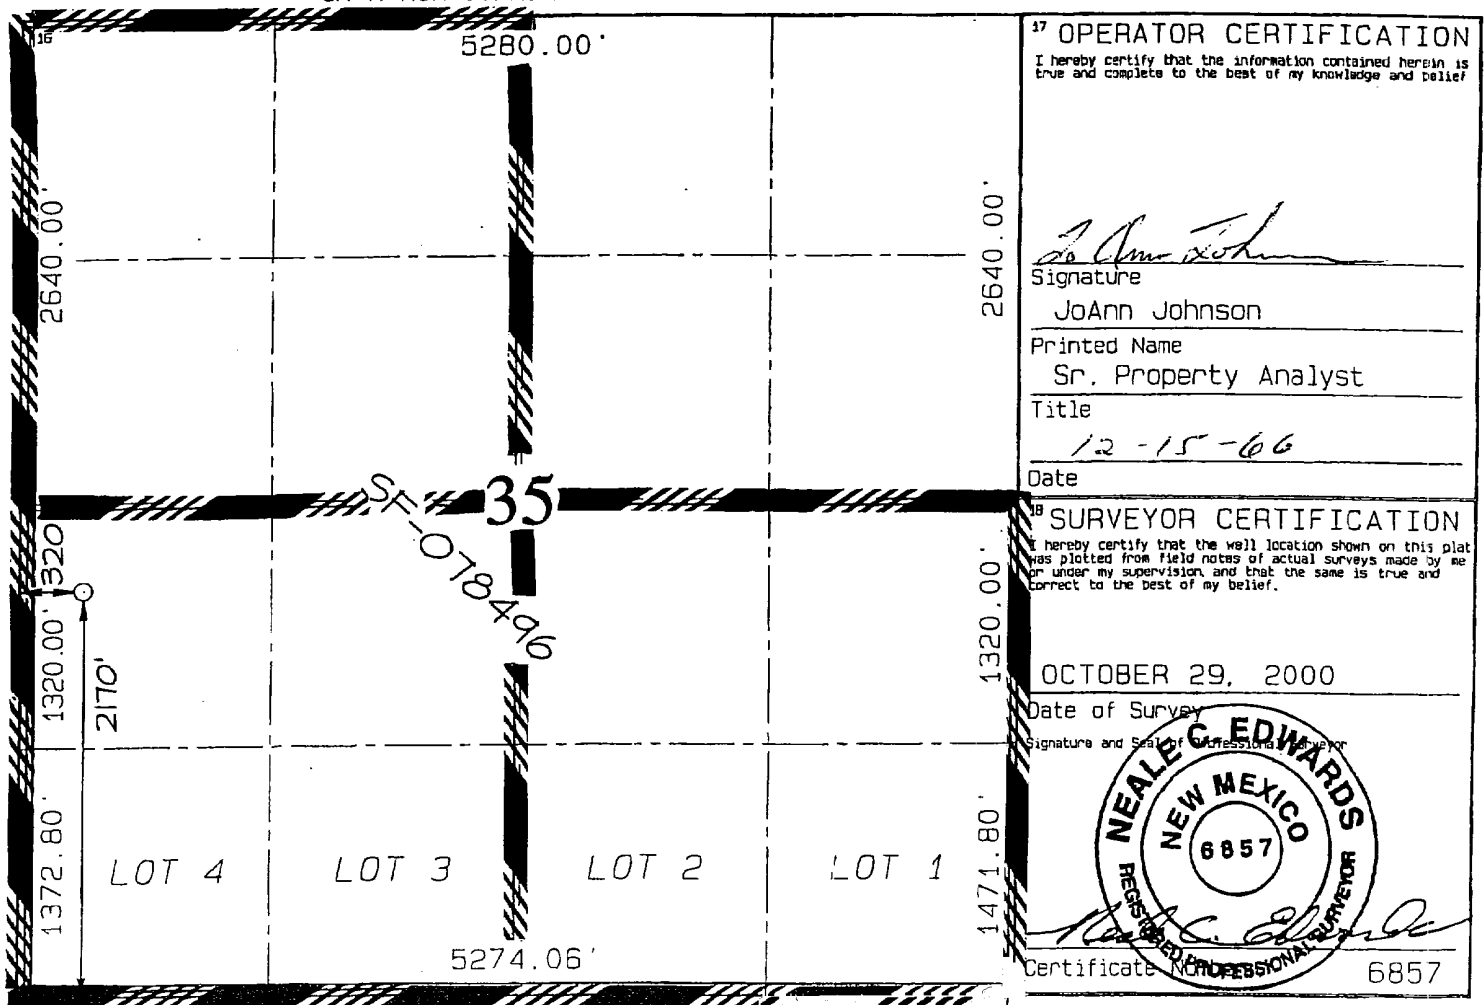 16
5280.00'
2640.00'
2640.00'
35
SF-078496
1320'
1320.00'
2170'
1320.00'
1372.80'
LOT 4
LOT 3
LOT 2
LOT 1
1471.80'
5274.06'
17 OPERATOR CERTIFICATION
I hereby certify that the information contained herein is
true and complete to the best of my knowledge and belief
Signature
JoAnn Johnson
Printed Name
Sr. Property Analyst
Title
12-15-00
Date
18 SURVEYOR CERTIFICATION
I hereby certify that the well location shown on this plat
was plotted from field notes of actual surveys made by me
or under my supervision, and that the same is true and
correct to the best of my belief.
OCTOBER 29, 2000
Date of Survey
Signature and Seal of Professional Surveyor
NEALE C. EDWARDS
NEW MEXICO
6857
REGISTERED PROFESSIONAL SURVEYOR
Neale C. Edwards
Certificate
6857